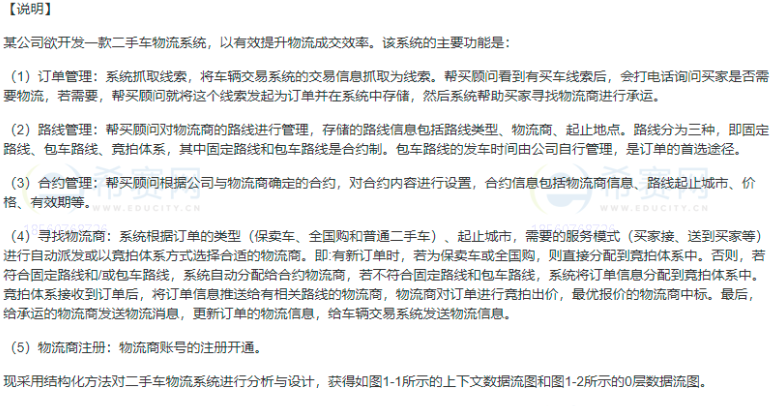 【说明】
某公司欲开发一款二手车物流系统，以有效提升物流成交效率。该系统的主要功能是：
（1）订单管理：系统抓取线索，将车辆交易系统的交易信息抓取为线索。帮买顾问看到有买车线索后，会打电话询问买家是否需
要物流，若需要，帮买顾问就将这个线索发起为订单并在系统中存储，然后系统帮助买家寻找物流商进行承运。
（2）路线管理：帮买顾问对物流商的路线进行管理，存储的路线信息包括路线类型、物流商、起止地点。路线分为三种，即固定
路线、包车路线、竞拍体系，其中固定路线和包车路线是合约制。包车路线的发车时间由公司自行管理，是订单的首选途径。
（3）合约管理：帮买顾问根据公司与物流商确定的合约，对合约内容进行设置，合约信息包括物流商信息、路线起止城市、价
格、有效期等。
（4）寻找物流商：系统根据订单的类型（保卖车、全国购和普通二手车）、起止城市，需要的服务模式（买家接、送到买家等）
进行自动派发或以竞拍体系方式选择合适的物流商。即:有新订单时，若为保卖车或全国购，则直接分配到竞拍体系中。否则，若
符合固定路线和/或包车路线，系统自动分配给合约物流商，若不符合固定路线和包车路线，系统将订单信息分配到竞拍体系中。
竞拍体系接收到订单后，将订单信息推送给有相关路线的物流商，物流商对订单进行竞拍出价，最优报价的物流商中标。最后，
给承运的物流商发送物流消息，更新订单的物流信息，给车辆交易系统发送物流信息。
（5）物流商注册：物流商账号的注册开通。
现采用结构化方法对二手车物流系统进行分析与设计，获得如图1-1所示的上下文数据流图和图1-2所示的0层数据流图。
希赛网
WWW.EDUCITY.CN
希赛网
WWW.EDUCITY.CN